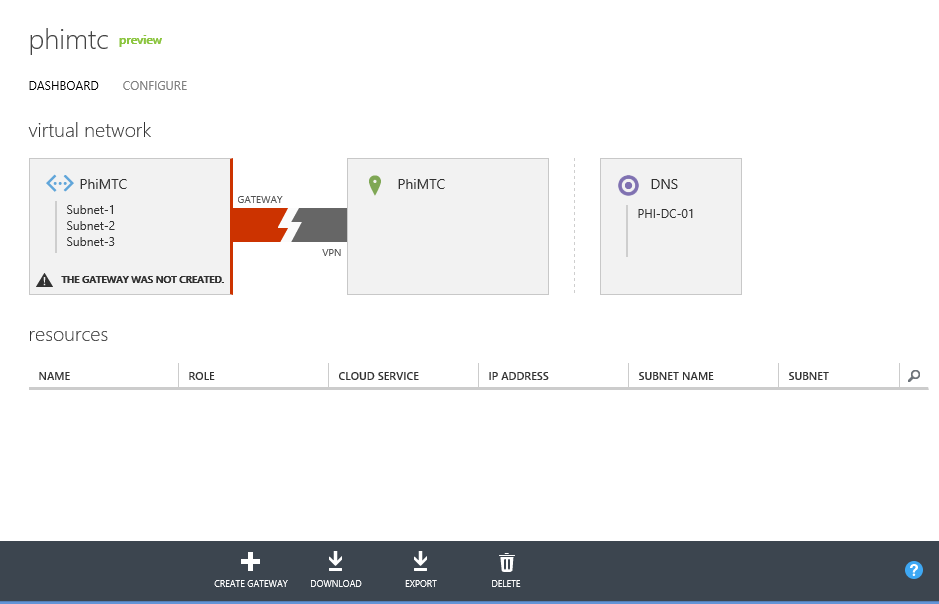 phimtc preview
DASHBOARD CONFIGURE
virtual network
PhiMTC
Subnet-1
Subnet-2
Subnet-3
THE GATEWAY WAS NOT CREATED.
GATEWAY
VPN
PhiMTC
DNS
PHI-DC-01
resources
NAME ROLE CLOUD SERVICE IP ADDRESS SUBNET NAME SUBNET
CREATE GATEWAY DOWNLOAD EXPORT DELETE
?